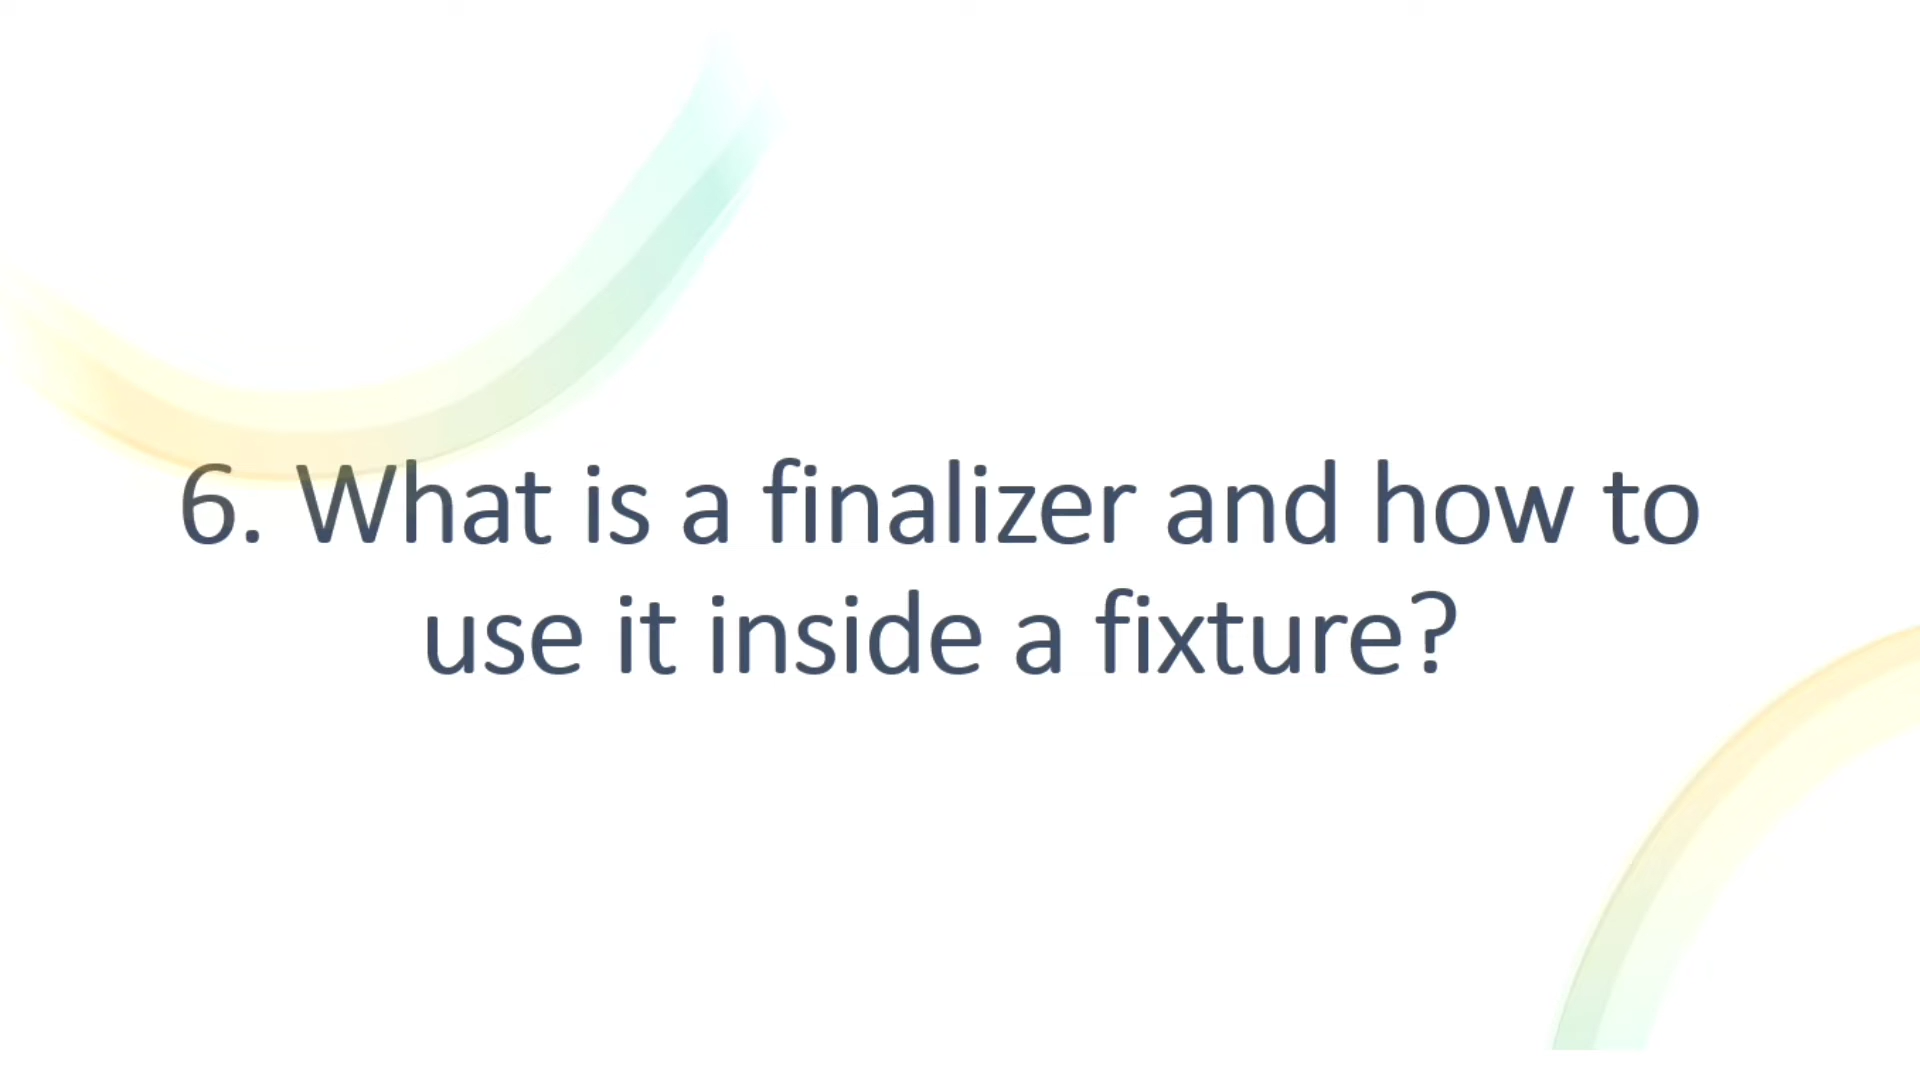 6. What is a finalizer and how to
use it inside a fixture?